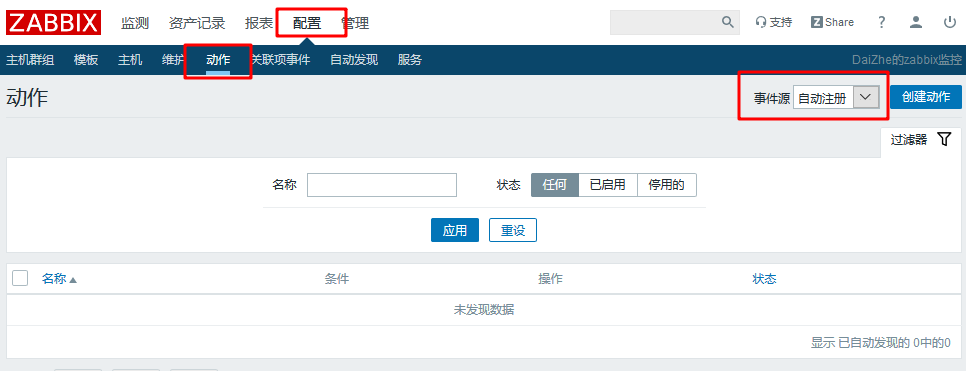 ZABBIX 监测 资产记录 报表 配置 管理 支持 Z Share ?
主机群组 模板 主机 维护 动作 关联项事件 自动发现 服务 DaiZhe的zabbix监控
动作 事件源 自动注册 创建动作
过滤器
名称 状态 任何 已启用 停用的
应用 重设
名称 条件 操作 状态
未发现数据
显示 已自动发现的 0中的0